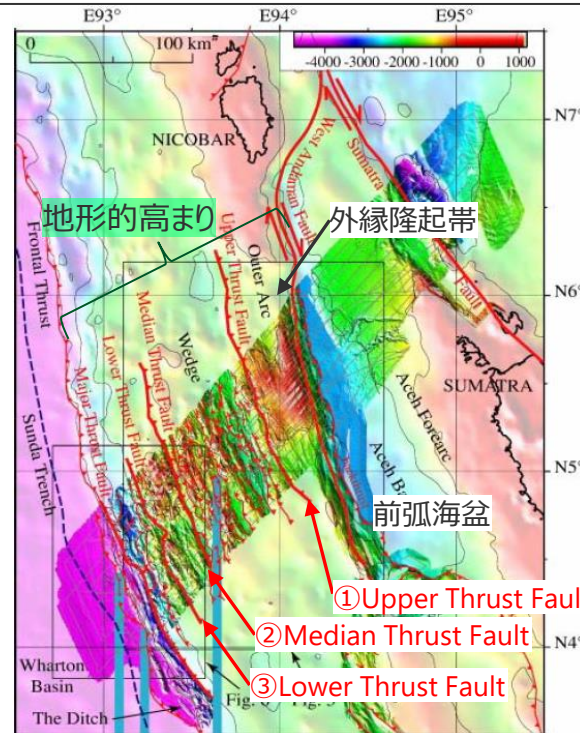 E93° E94° E95°
0 100 km
-4000 -3000 -2000 -1000 0 1000
N7°
NICOBAR
West Andaman Fault
Sumatra
Fault
地形的高まり
外縁隆起帯
Frontal Thrust
Upper Thrust Fault
Outer Arc
N6°
Median Thrust Fault
Wedge
Lower Thrust Fault
Major Thrust Fault
Sunda Trench
SUMATRA
Aceh Forearc
N5°
前弧海盆
①Upper Thrust Faul
②Median Thrust Fault
N4°
③Lower Thrust Fault
Wharton
Basin
The Ditch